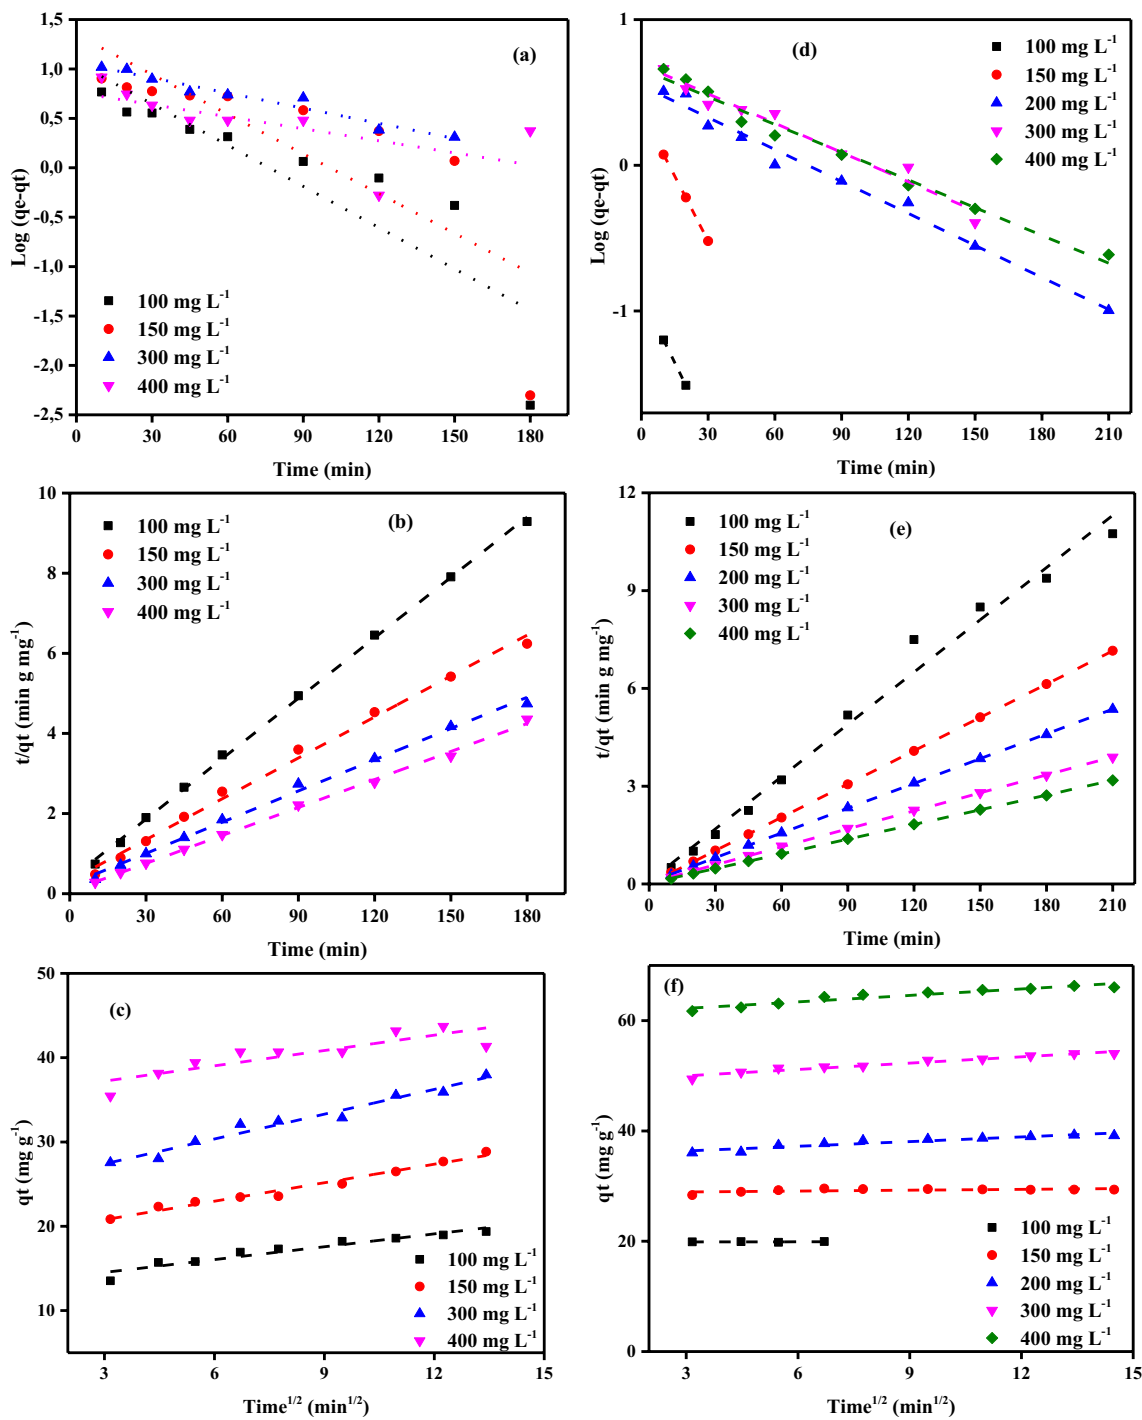 1,5
1,0
0,5
0,0
-0,5
-1,0
-1,5
-2,0
-2,5
Log (qe-qt)
(a)
100 mg L⁻¹
150 mg L⁻¹
300 mg L⁻¹
400 mg L⁻¹
0 30 60 90 120 150 180
Time (min)
1
0
-1
Log (qe-qt)
(d)
100 mg L⁻¹
150 mg L⁻¹
200 mg L⁻¹
300 mg L⁻¹
400 mg L⁻¹
0 30 60 90 120 150 180 210
Time (min)
10
8
6
4
2
0
t/qt (min g mg⁻¹)
(b)
100 mg L⁻¹
150 mg L⁻¹
300 mg L⁻¹
400 mg L⁻¹
0 30 60 90 120 150 180
Time (min)
12
9
6
3
0
t/qt (min g mg⁻¹)
(e)
100 mg L⁻¹
150 mg L⁻¹
200 mg L⁻¹
300 mg L⁻¹
400 mg L⁻¹
0 30 60 90 120 150 180 210
Time (min)
50
40
30
20
10
qt (mg g⁻¹)
(c)
100 mg L⁻¹
150 mg L⁻¹
300 mg L⁻¹
400 mg L⁻¹
3 6 9 12 15
Time¹/² (min¹/²)
60
40
20
0
qt (mg g⁻¹)
(f)
100 mg L⁻¹
150 mg L⁻¹
200 mg L⁻¹
300 mg L⁻¹
400 mg L⁻¹
3 6 9 12 15
Time¹/² (min¹/²)